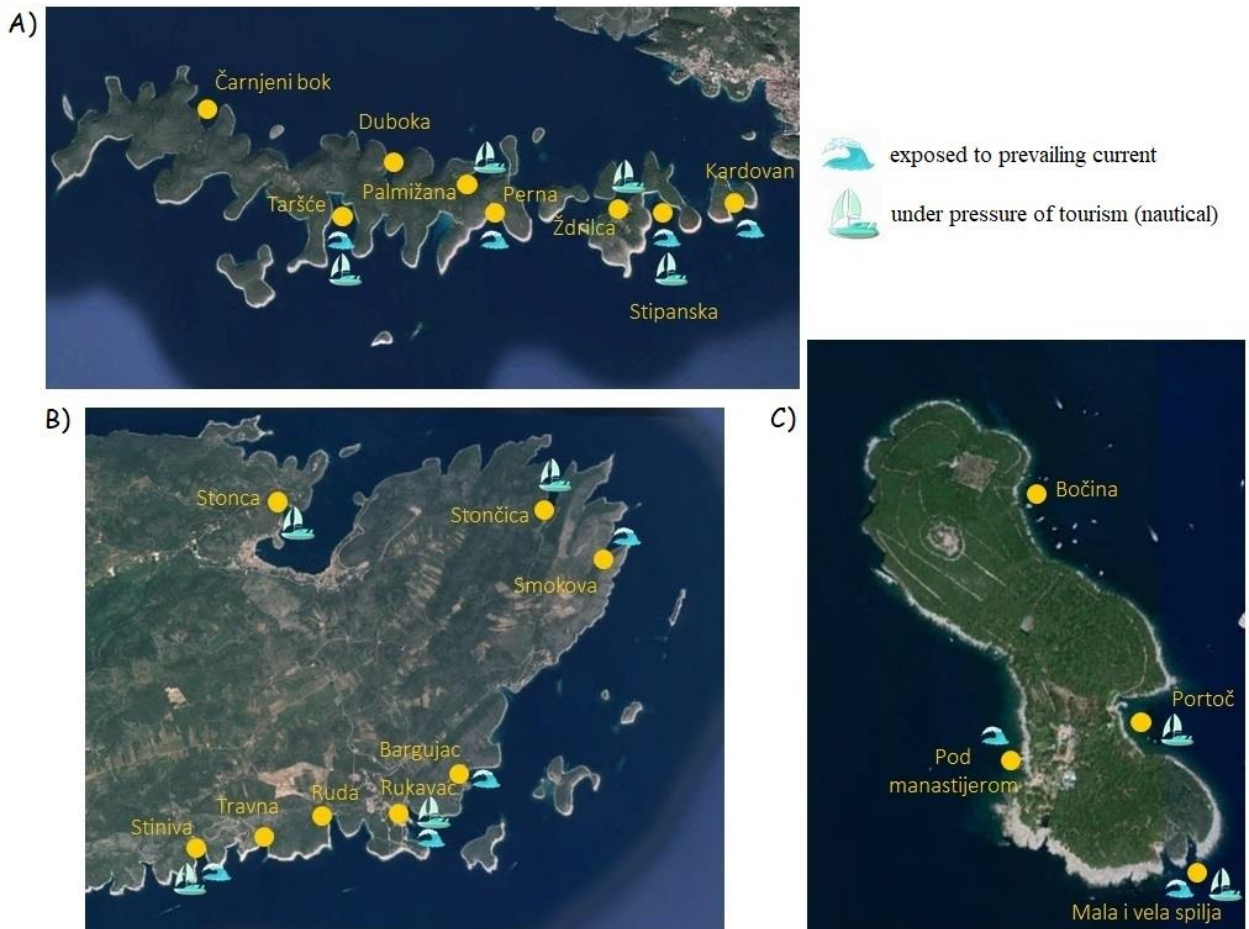 A)
Čarnjeni bok
Duboka
Kardovan
Palmižana
Perna
Taršće
Ždrilca
Stipanska
exposed to prevailing current
under pressure of tourism (nautical)
B)
Stonca
Stončica
Smokova
Bargujac
Rukavac
Ruda
Travna
Stiniva
C)
Bočina
Portoč
Pod
manastijerom
Mala i vela spilja